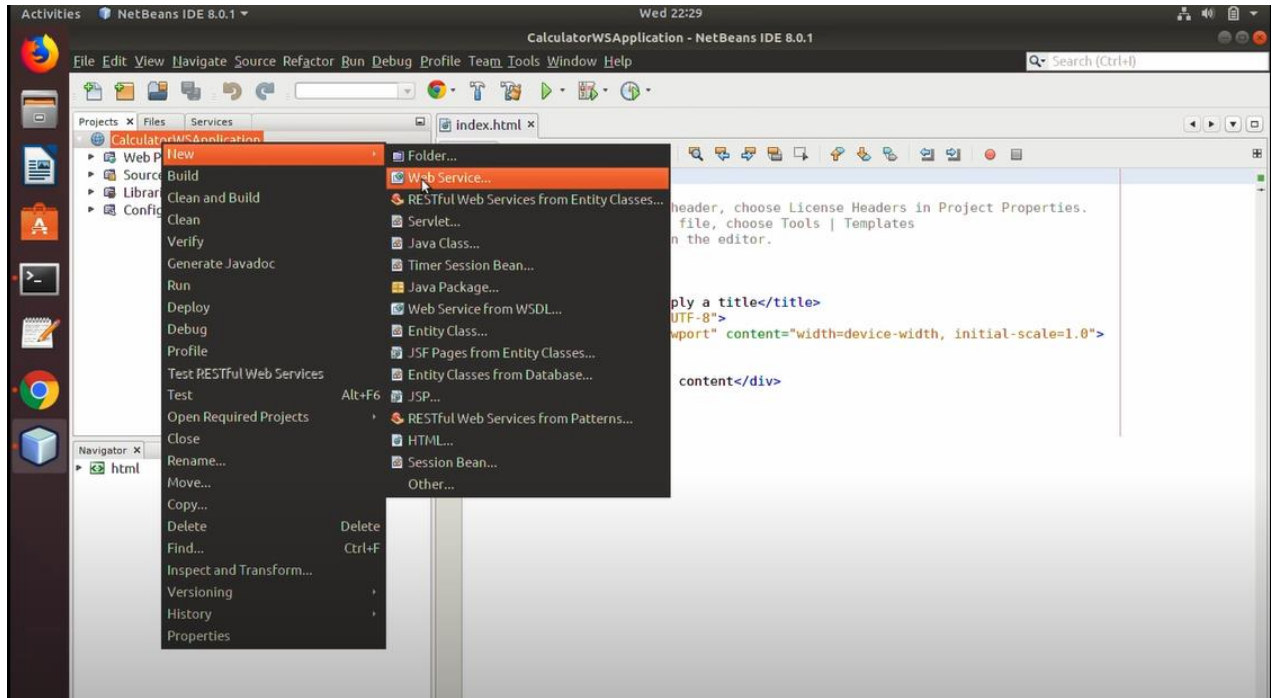 Activities NetBeans IDE 8.0.1 Wed 22:29
CalculatorWSApplication - NetBeans IDE 8.0.1
File Edit View Navigate Source Refactor Run Debug Profile Team Tools Window Help Search (Ctrl+I)
Projects Files Services
index.html
CalculatorWSApplication
Web P
Source
Librari
Config
New
Build
Clean and Build
Clean
Verify
Generate Javadoc
Run
Deploy
Debug
Profile
Test RESTful Web Services
Test Alt+F6
Open Required Projects
Close
Rename...
Move...
Copy...
Delete Delete
Find... Ctrl+F
Inspect and Transform...
Versioning
History
Properties
Folder...
Web Service...
RESTful Web Services from Entity Classes...
Servlet...
Java Class...
Timer Session Bean...
Java Package...
Web Service from WSDL...
Entity Class...
JSF Pages from Entity Classes...
Entity Classes from Database...
JSP...
RESTful Web Services from Patterns...
HTML...
Session Bean...
Other...
header, choose License Headers in Project Properties.
file, choose Tools | Templates
n the editor.
ply a title</title>
UTF-8">
wport" content="width=device-width, initial-scale=1.0">
content</div>
Navigator
html